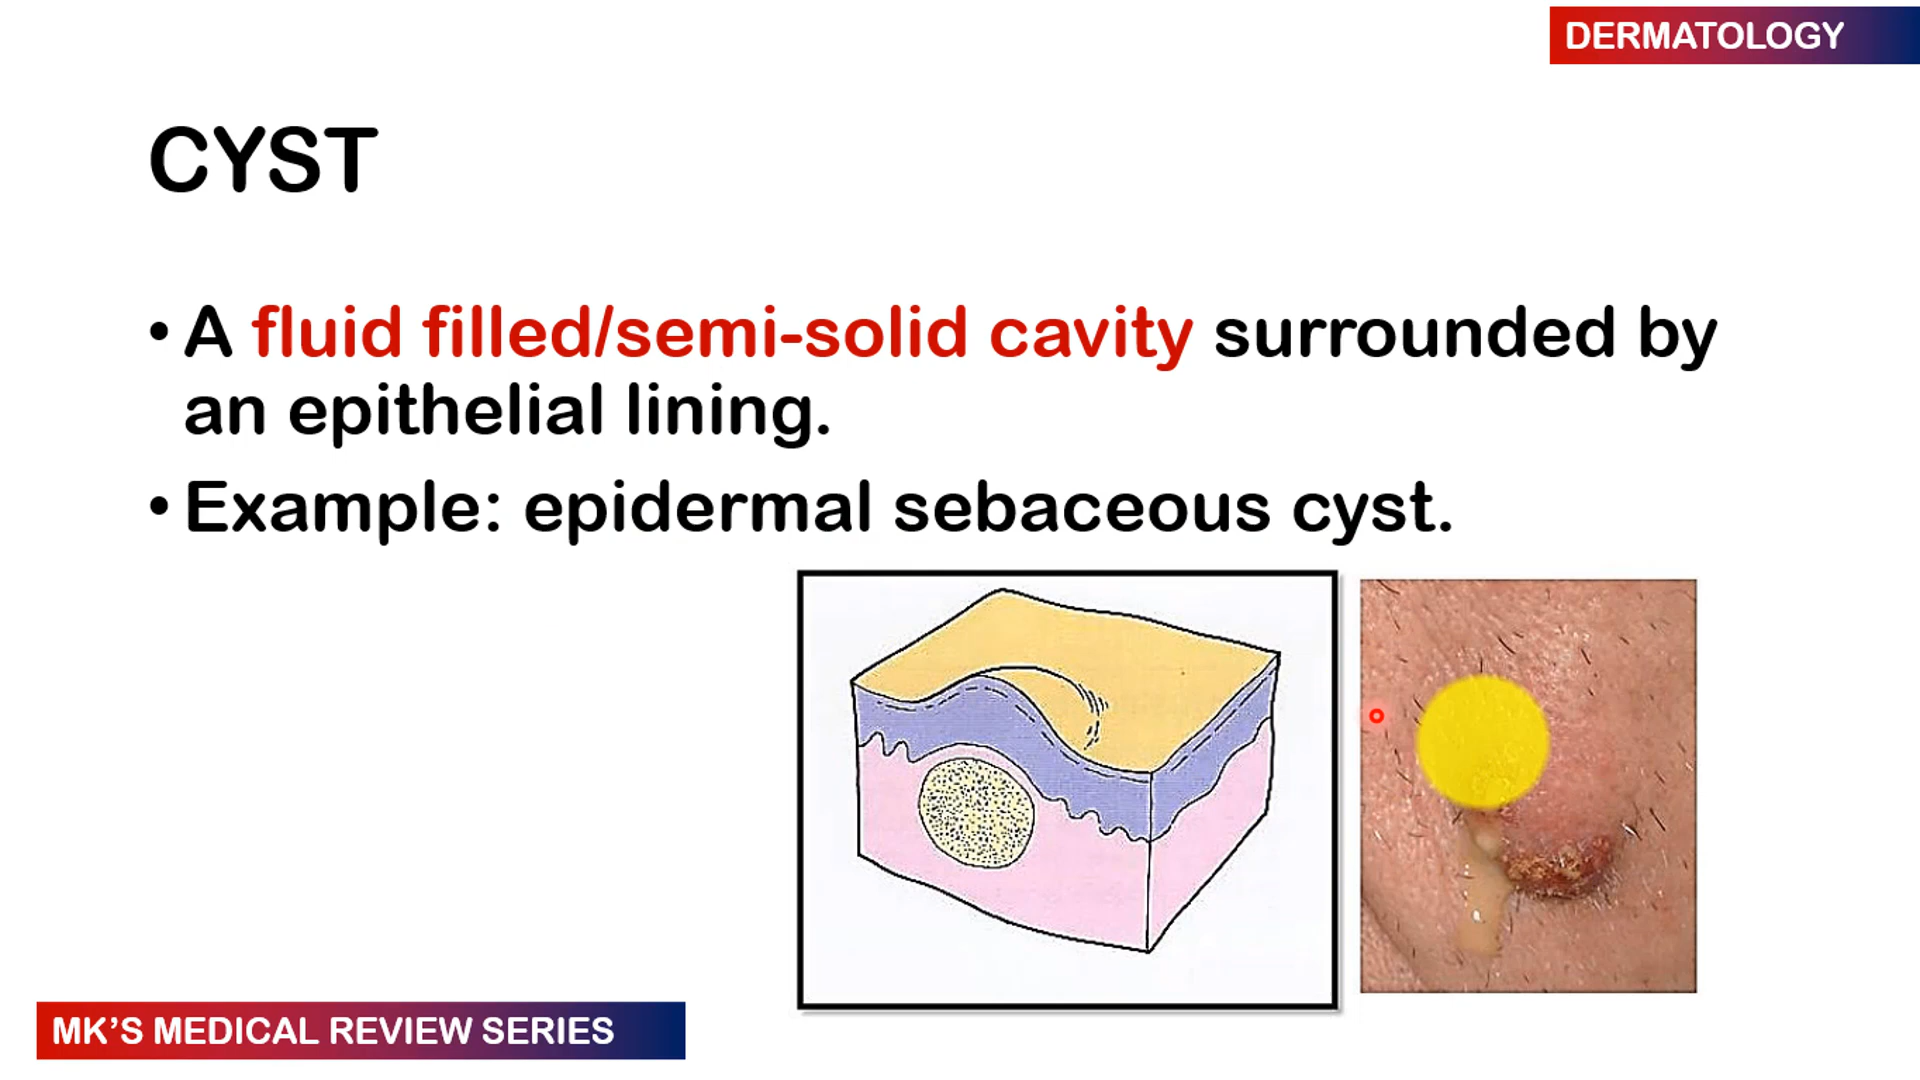 DERMATOLOGY
CYST
• A fluid filled/semi-solid cavity surrounded by
an epithelial lining.
• Example: epidermal sebaceous cyst.
MK’S MEDICAL REVIEW SERIES